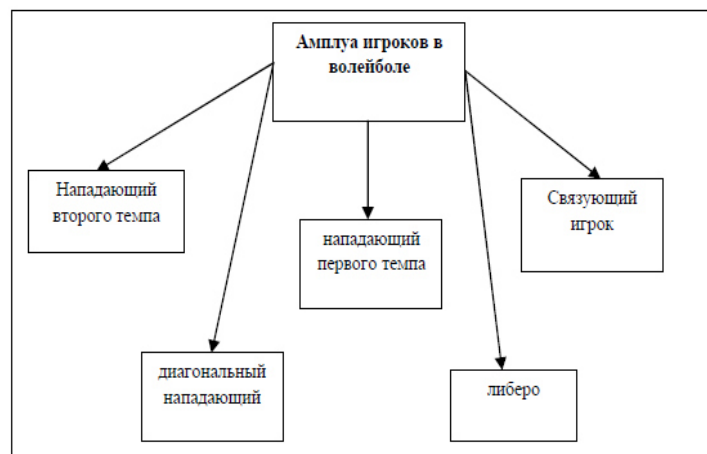 Амплуа игроков в
волейболе
Нападающий
второго темпа
нападающий
первого темпа
Связующий
игрок
диагональный
нападающий
либеро